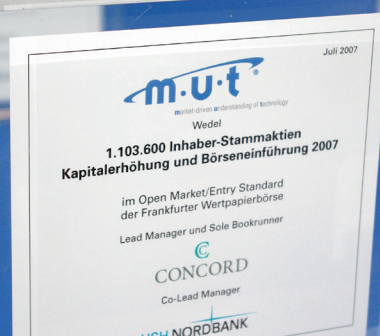 Juli 2007
m·u·t®
market-driven understanding of technology
Wedel
1.103.600 Inhaber-Stammaktien
Kapitalerhöhung und Börseneinführung 2007
im Open Market/Entry Standard
der Frankfurter Wertpapierbörse
Lead Manager und Sole Bookrunner
CONCORD
Co-Lead Manager
HSH NORDBANK